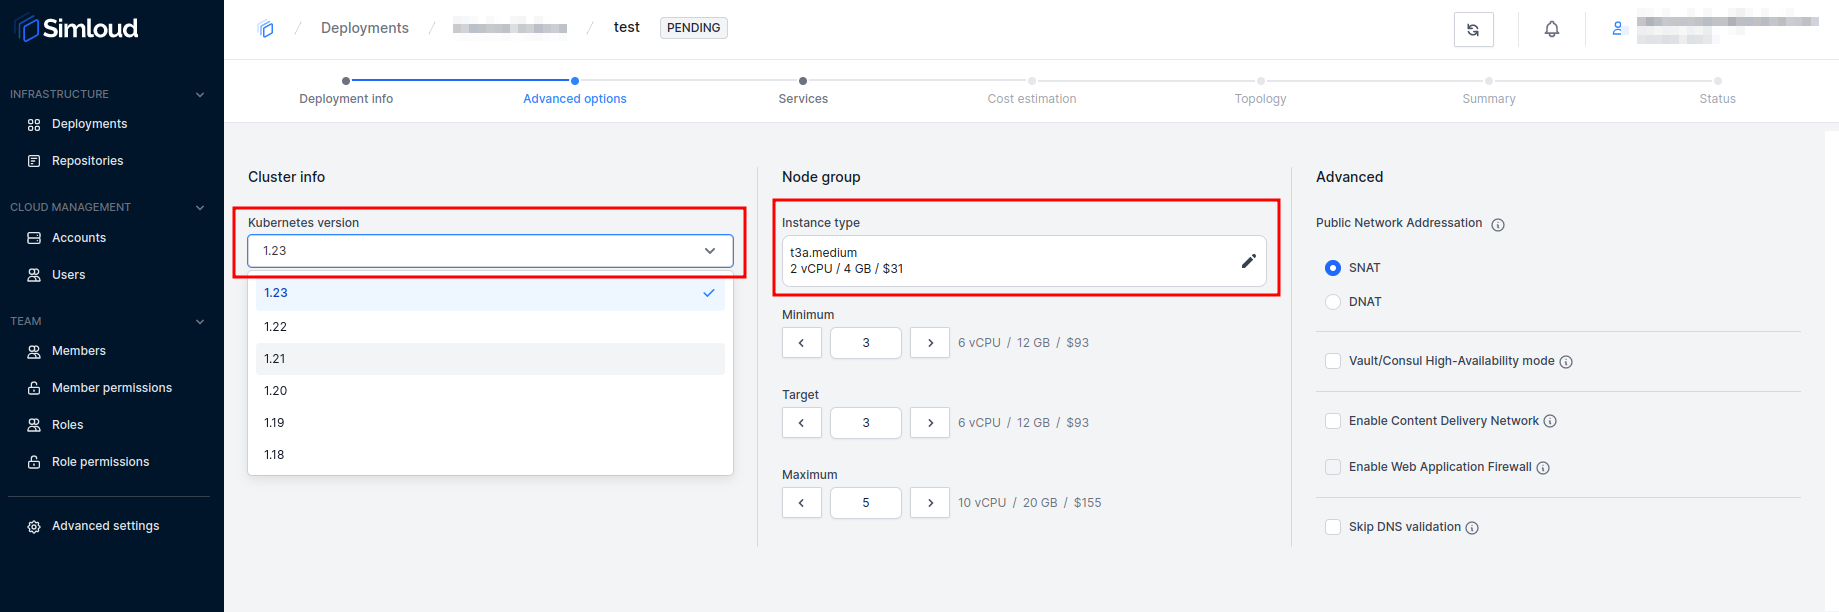 Simloud
INFRASTRUCTURE
Deployments
Repositories
CLOUD MANAGEMENT
Accounts
Users
TEAM
Members
Member permissions
Roles
Role permissions
Advanced settings
/ Deployments / / test PENDING
Deployment info
Advanced options
Services
Cost estimation
Topology
Summary
Status
Cluster info
Kubernetes version
1.23
1.23
1.22
1.21
1.20
1.19
1.18
Node group
Instance type
t3a.medium
2 vCPU / 4 GB / $31
Minimum
3 6 vCPU / 12 GB / $93
Target
3 6 vCPU / 12 GB / $93
Maximum
5 10 vCPU / 20 GB / $155
Advanced
Public Network Addressation
SNAT
DNAT
Vault/Consul High-Availability mode
Enable Content Delivery Network
Enable Web Application Firewall
Skip DNS validation